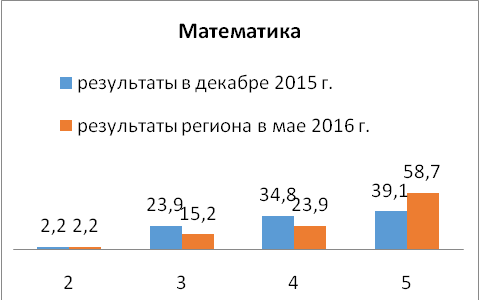 Математика
результаты в декабре 2015 г.
результаты региона в мае 2016 г.
2,2 2,2 23,9 15,2 34,8 23,9 39,1 58,7
2 3 4 5